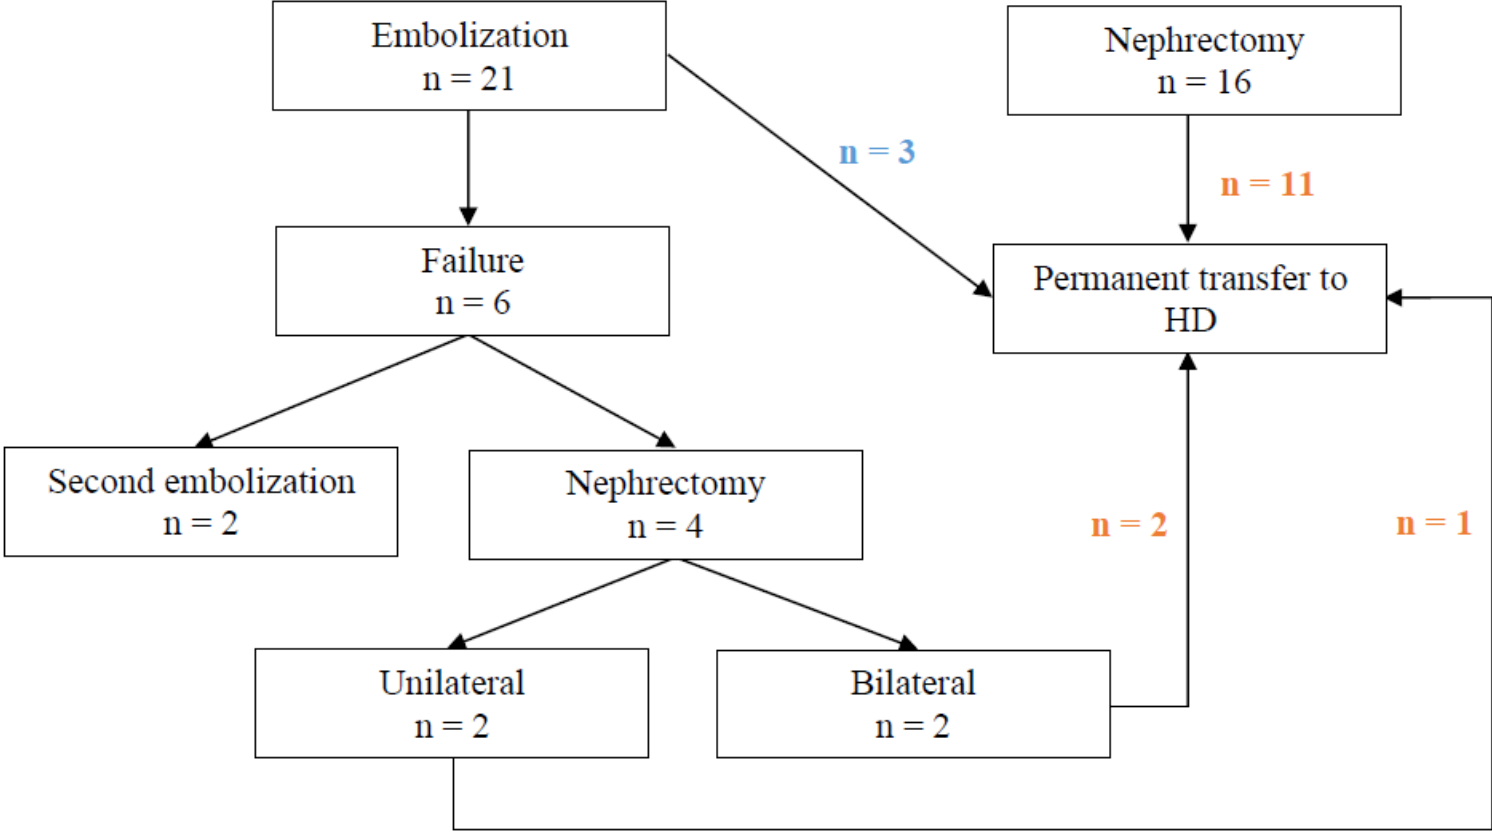 Embolization
n = 21
Nephrectomy
n = 16
n = 3
n = 11
Failure
n = 6
Permanent transfer to
HD
Second embolization
n = 2
Nephrectomy
n = 4
n = 2
n = 1
Unilateral
n = 2
Bilateral
n = 2